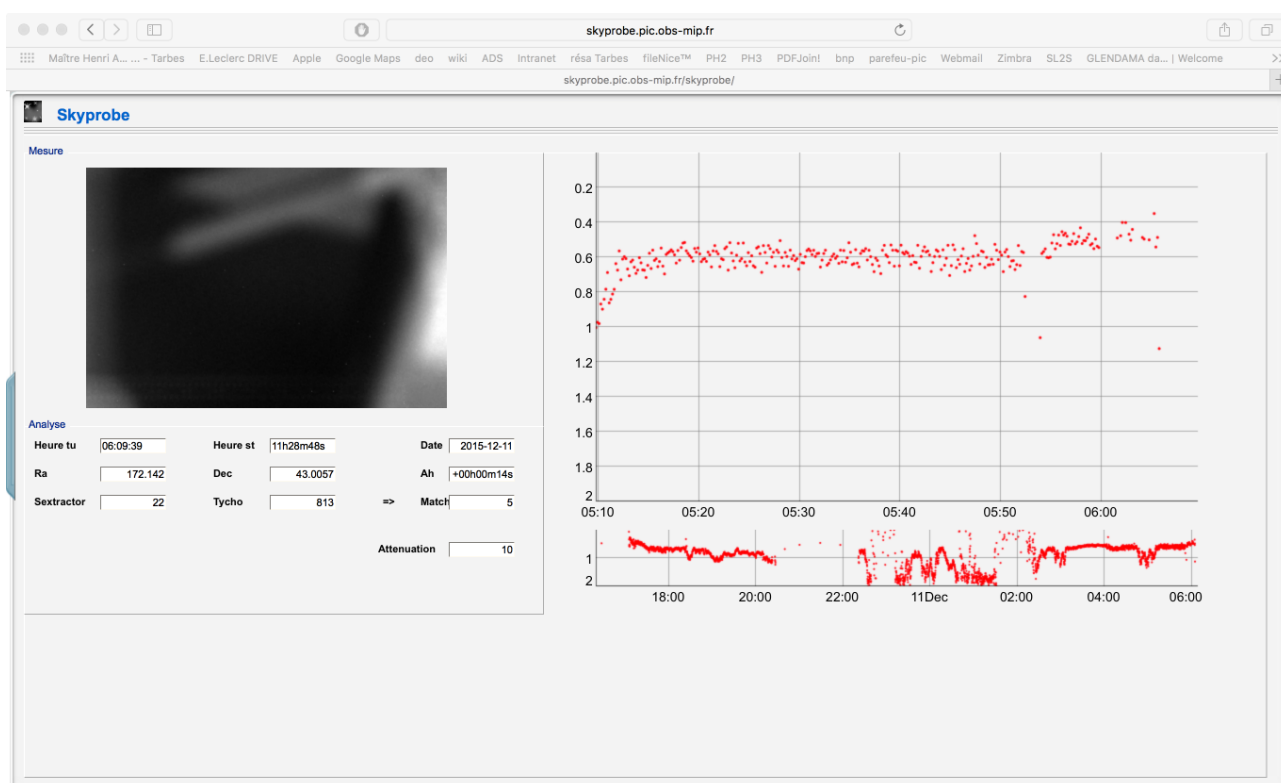 skyprobe.pic.obs-mip.fr
Maître Henri A... ... - Tarbes E.Leclerc DRIVE Apple Google Maps deo wiki ADS Intranet résa Tarbes fileNice™ PH2 PH3 PDFJoin! bnp parefeu-pic Webmail Zimbra SL2S GLENDAMA da... | Welcome
skyprobe.pic.obs-mip.fr/skyprobe/
Skyprobe
Mesure
Analyse
Heure tu 06:09:39 Heure st 11h28m48s Date 2015-12-11
Ra 172.142 Dec 43.0057 Ah +00h00m14s
Sextractor 22 Tycho 813 => Match 5
Attenuation 10
0.2
0.4
0.6
0.8
1
1.2
1.4
1.6
1.8
2
05:10 05:20 05:30 05:40 05:50 06:00
1
2
18:00 20:00 22:00 11Dec 02:00 04:00 06:00